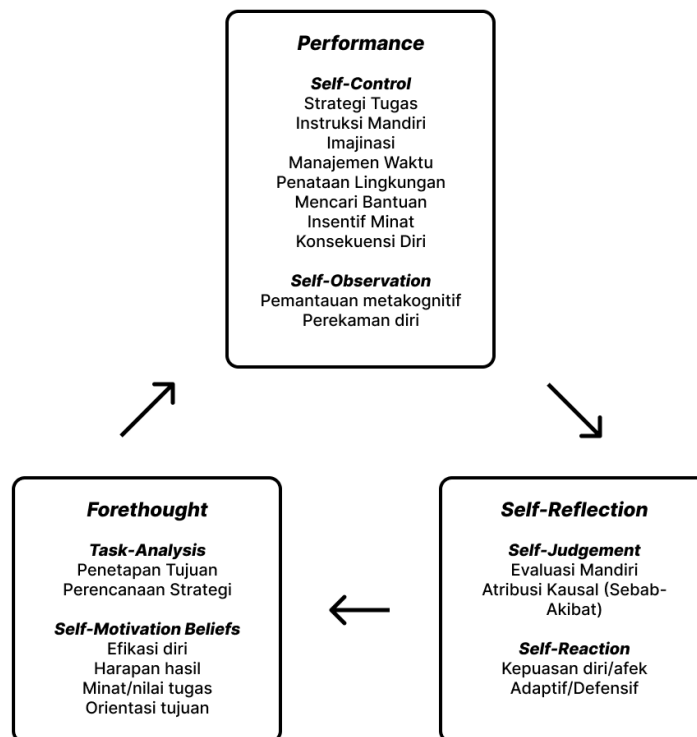 Performance
Self-Control
Strategi Tugas
Instruksi Mandiri
Imajinasi
Manajemen Waktu
Penataan Lingkungan
Mencari Bantuan
Insentif Minat
Konsekuensi Diri
Self-Observation
Pemantauan metakognitif
Perekaman diri
Forethought
Task-Analysis
Penetapan Tujuan
Perencanaan Strategi
Self-Motivation Beliefs
Efikasi diri
Harapan hasil
Minat/nilai tugas
Orientasi tujuan
Self-Reflection
Self-Judgement
Evaluasi Mandiri
Atribusi Kausal (Sebab-
Akibat)
Self-Reaction
Kepuasan diri/afek
Adaptif/Defensif